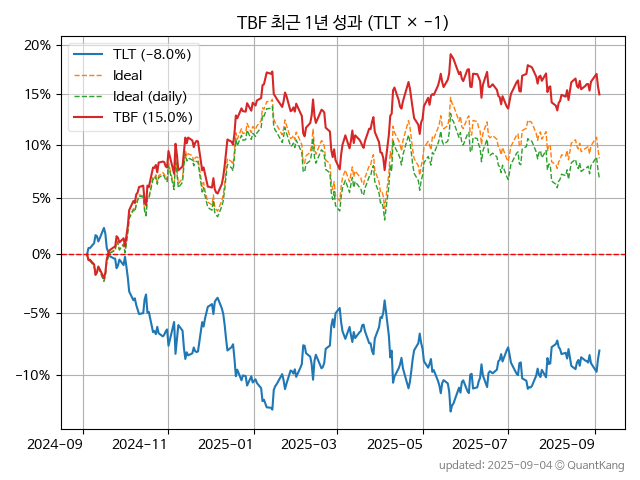 TBF 최근 1년 성과 (TLT × −1)
20%
15%
10%
5%
0%
−5%
−10%
TLT (−8.0%)
Ideal
Ideal (daily)
TBF (15.0%)
2024−09
2024−11
2025−01
2025−03
2025−05
2025−07
2025−09
updated: 2025-09-04 © QuantKang